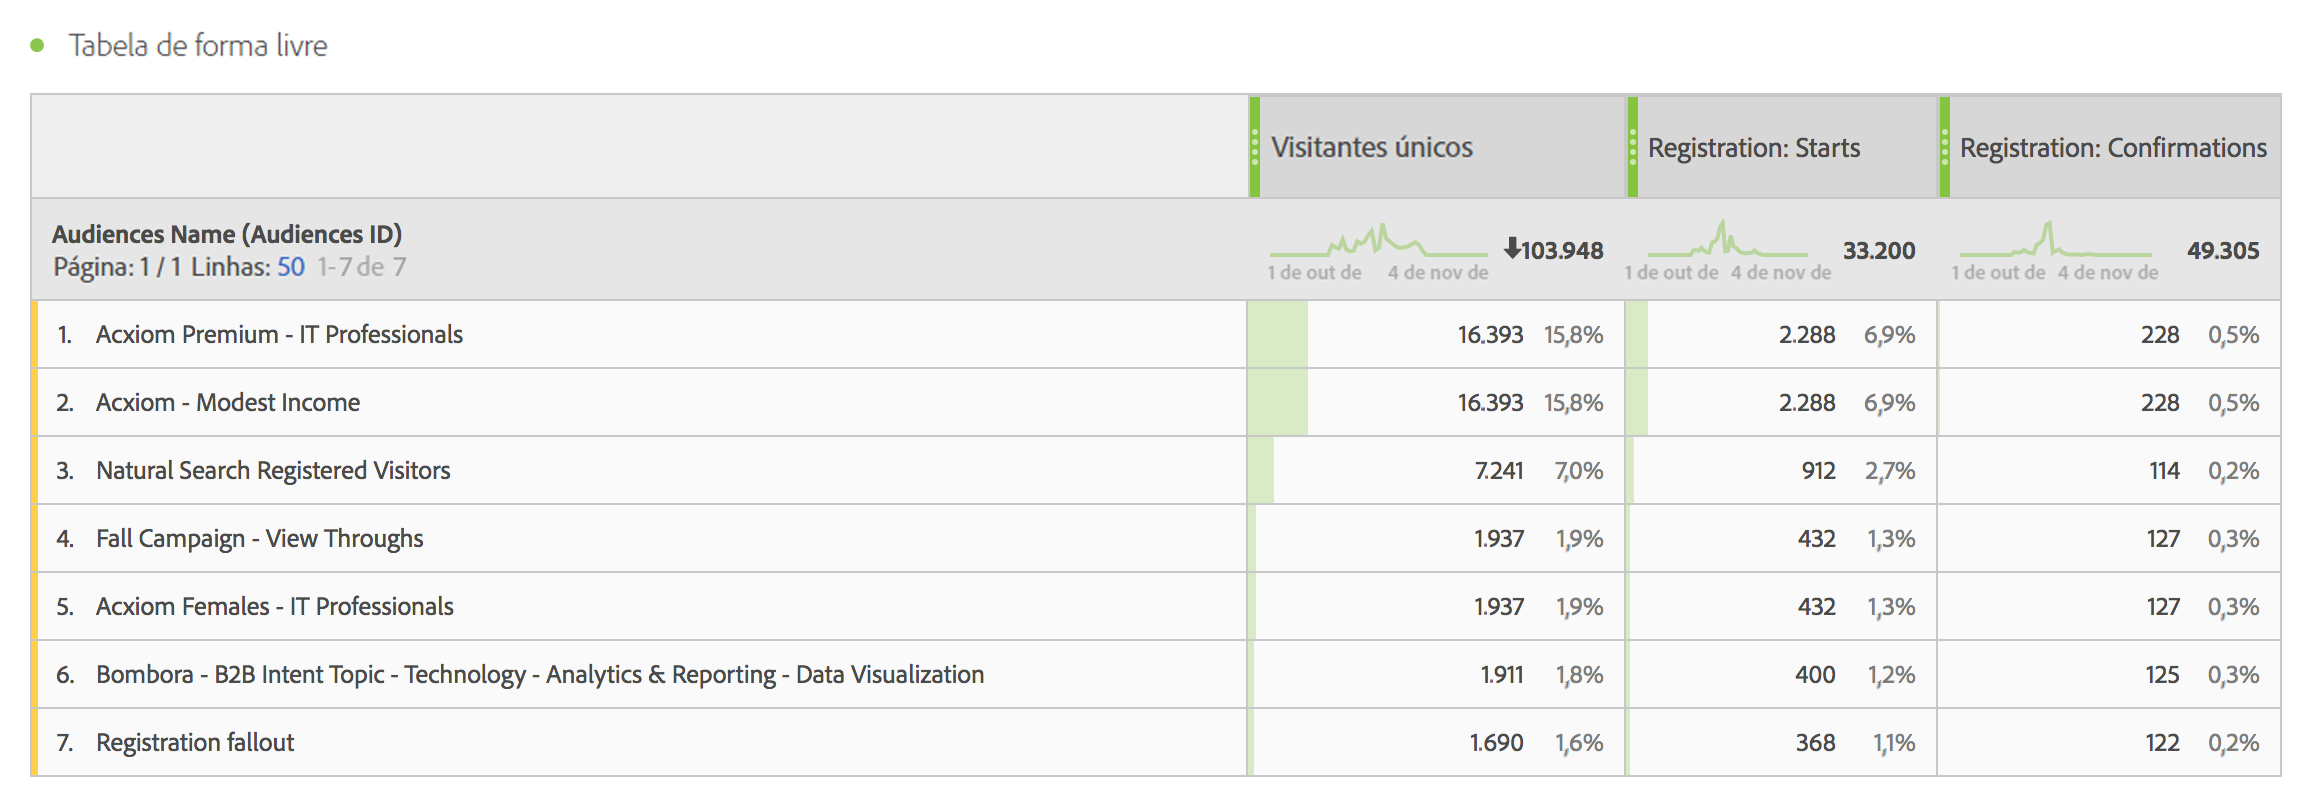 Tabela de forma livre
Visitantes únicos Registration: Starts Registration: Confirmations
Audiences Name (Audiences ID)
Página: 1 / 1 Linhas: 50 1-7 de 7
103.948 33.200 49.305
1 de out de 4 de nov de 1 de out de 4 de nov de 1 de out de 4 de nov de
1. Acxiom Premium - IT Professionals 16.393 15,8% 2.288 6,9% 228 0,5%
2. Acxiom - Modest Income 16.393 15,8% 2.288 6,9% 228 0,5%
3. Natural Search Registered Visitors 7.241 7,0% 912 2,7% 114 0,2%
4. Fall Campaign - View Throughs 1.937 1,9% 432 1,3% 127 0,3%
5. Acxiom Females - IT Professionals 1.937 1,9% 432 1,3% 127 0,3%
6. Bombora - B2B Intent Topic - Technology - Analytics & Reporting - Data Visualization 1.911 1,8% 400 1,2% 125 0,3%
7. Registration fallout 1.690 1,6% 368 1,1% 122 0,2%